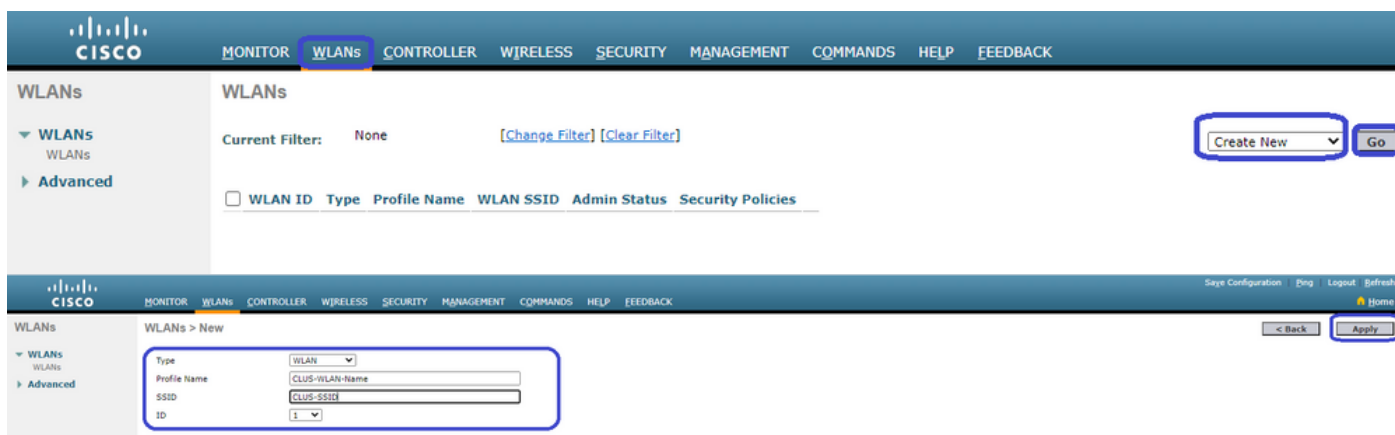 CISCO
MONITOR WLANs CONTROLLER WIRELESS SECURITY MANAGEMENT COMMANDS HELP FEEDBACK
WLANs
WLANs
WLANs
Advanced
WLANs
Current Filter: None [Change Filter] [Clear Filter]
Create New Go
WLAN ID Type Profile Name WLAN SSID Admin Status Security Policies
Save Configuration Ping Logout Refresh
CISCO
MONITOR WLANs CONTROLLER WIRELESS SECURITY MANAGEMENT COMMANDS HELP FEEDBACK
Home
WLANs
WLANs
WLANs
Advanced
WLANs > New
< Back Apply
Type WLAN
Profile Name CLUS-WLAN-Name
SSID CLUS-SSID
ID 1